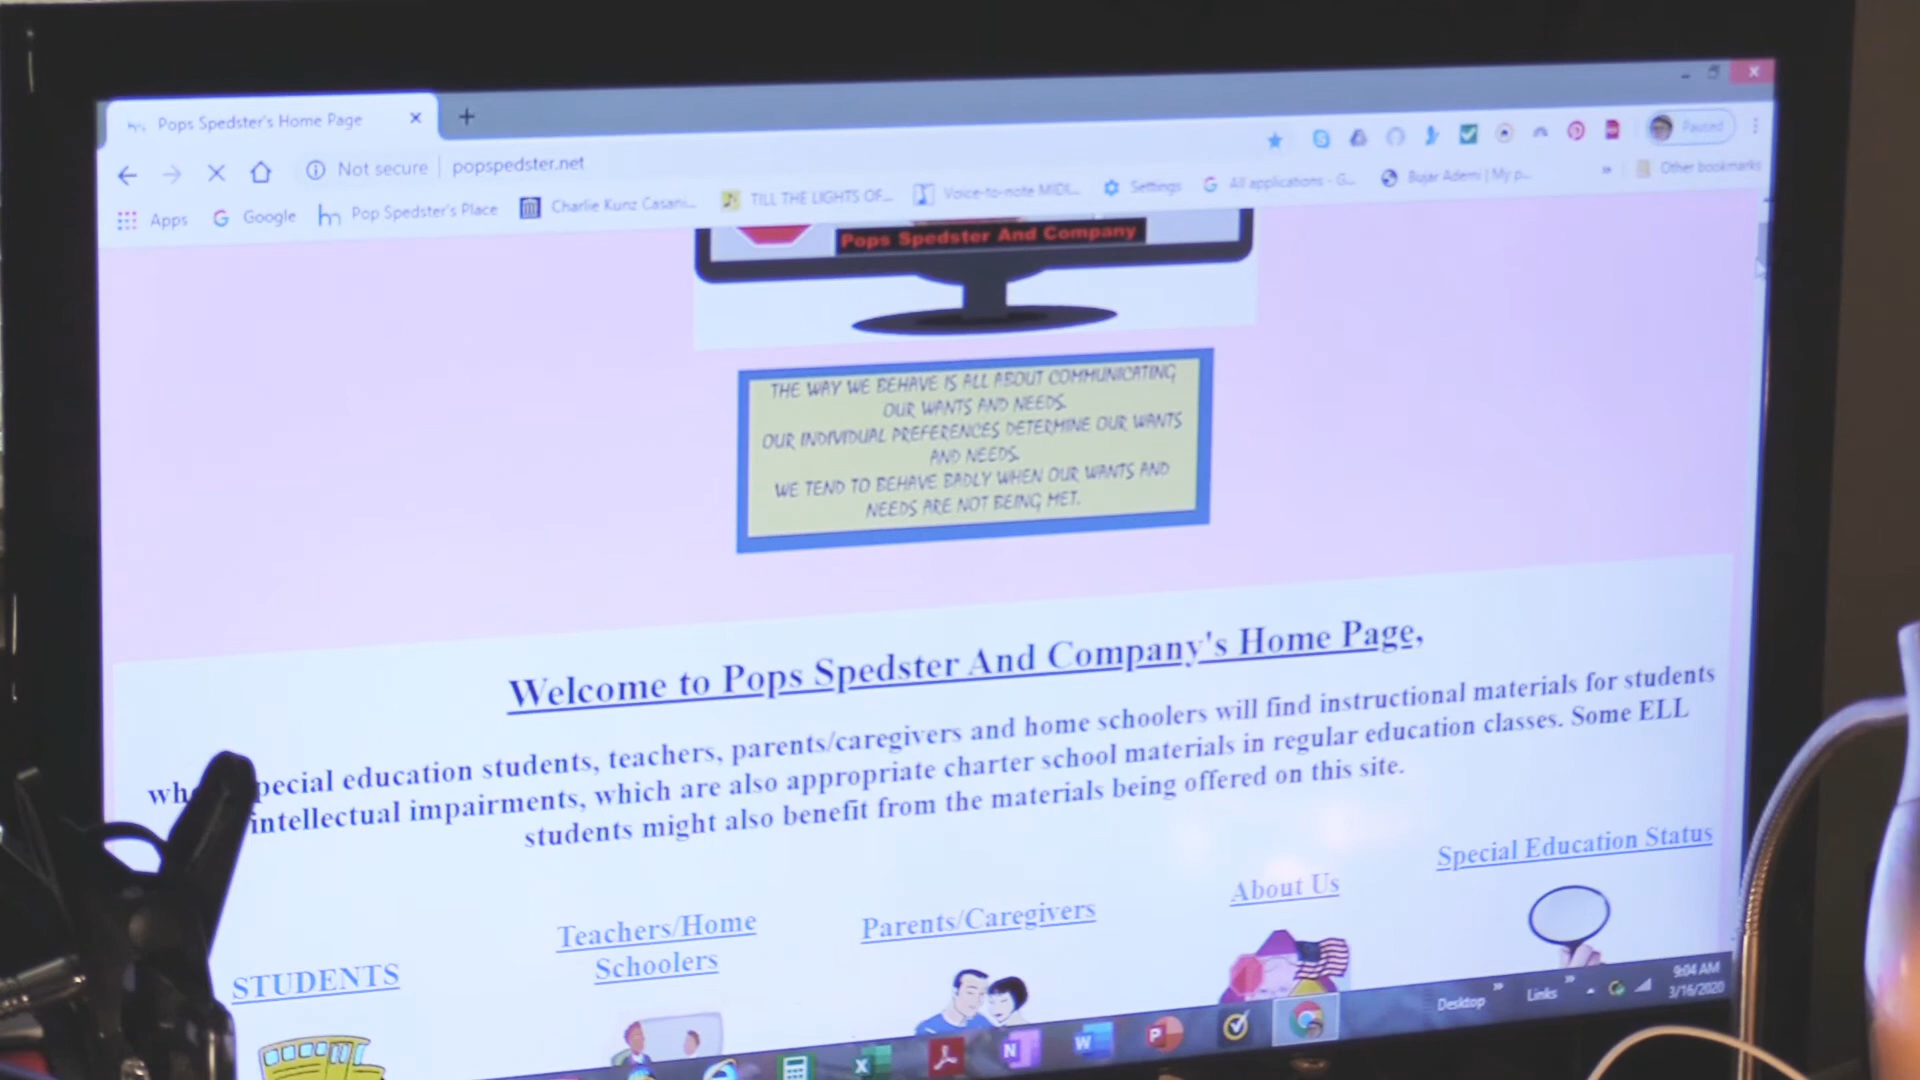 Pops Spedster's Home Page
Not secure popspedster.net
Paused
Apps Google Pop Spedster's Place Charlie Kunz Casani... TILL THE LIGHTS OF... Voice-to-note MIDI... Settings All applications - G... Bujar Ademi | My p... Other bookmarks
Pops Spedster And Company
THE WAY WE BEHAVE IS ALL ABOUT COMMUNICATING
OUR WANTS AND NEEDS.
OUR INDIVIDUAL PREFERENCES DETERMINE OUR WANTS
AND NEEDS.
WE TEND TO BEHAVE BADLY WHEN OUR WANTS AND
NEEDS ARE NOT BEING MET.
Welcome to Pops Spedster And Company's Home Page,
wh pecial education students, teachers, parents/caregivers and home schoolers will find instructional materials for students
intellectual impairments, which are also appropriate charter school materials in regular education classes. Some ELL
students might also benefit from the materials being offered on this site.
STUDENTS
Teachers/Home
Schoolers
Parents/Caregivers
About Us
Special Education Status
Desktop Links 9:04 AM
3/16/2020